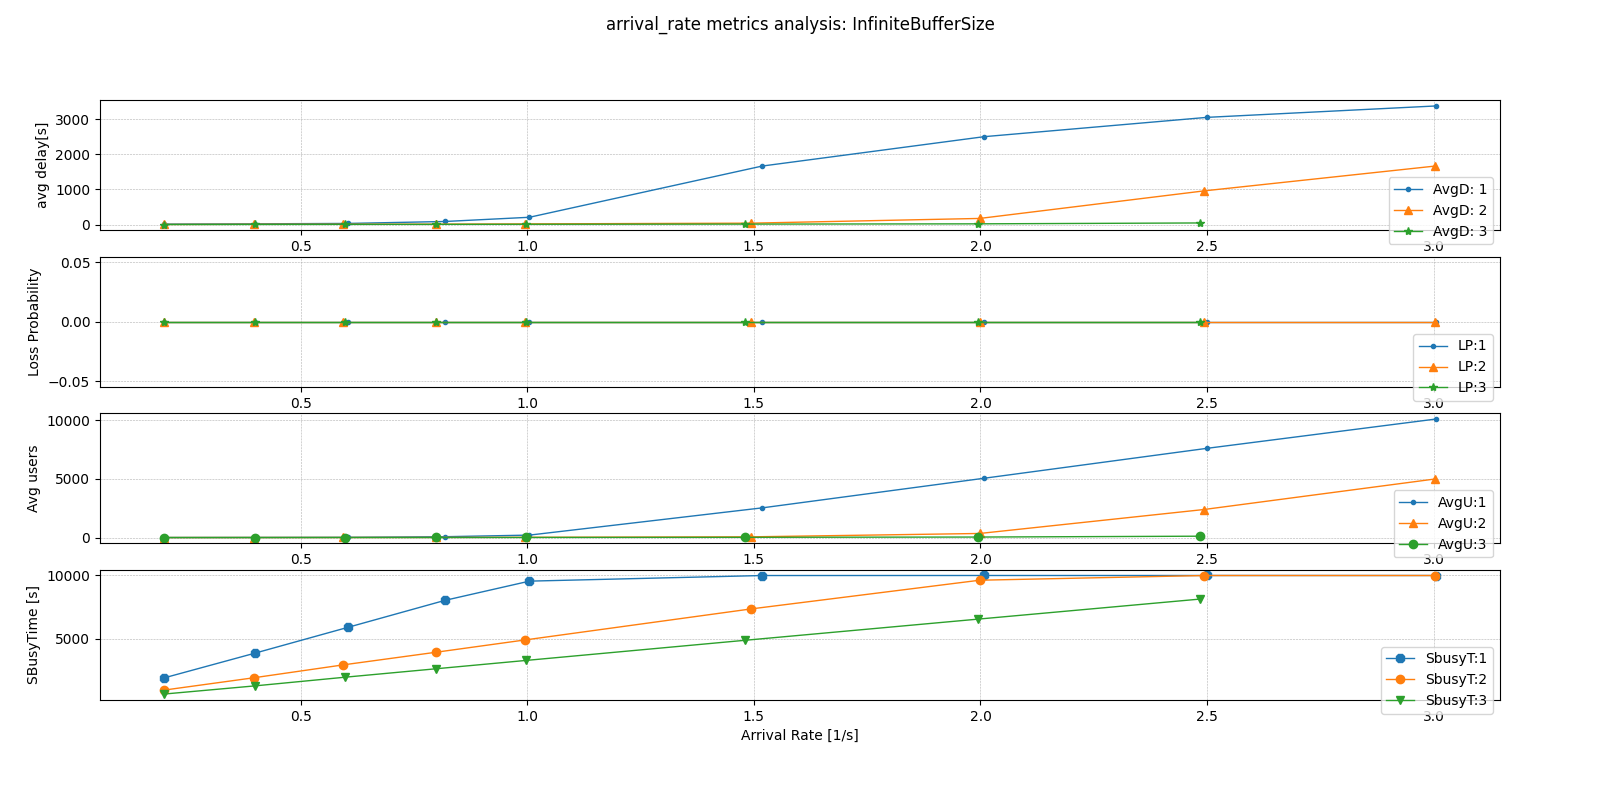 arrival_rate metrics analysis: InfiniteBufferSize
avg delay[s]
3000
2000
1000
0
AvgD: 1
AvgD: 2
AvgD: 3
0.5 1.0 1.5 2.0 2.5 3.0
Loss Probability
0.05
0.00
−0.05
LP:1
LP:2
LP:3
0.5 1.0 1.5 2.0 2.5 3.0
Avg users
10000
5000
0
AvgU:1
AvgU:2
AvgU:3
0.5 1.0 1.5 2.0 2.5 3.0
SBusyTime [s]
10000
5000
SbusyT:1
SbusyT:2
SbusyT:3
0.5 1.0 1.5 2.0 2.5 3.0
Arrival Rate [1/s]